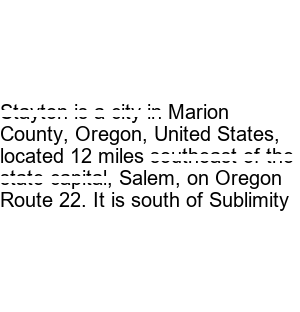 Stayton is a city in Marion
County, Oregon, United States,
located 12 miles southeast of the
state capital, Salem, on Oregon
Route 22. It is south of Sublimity